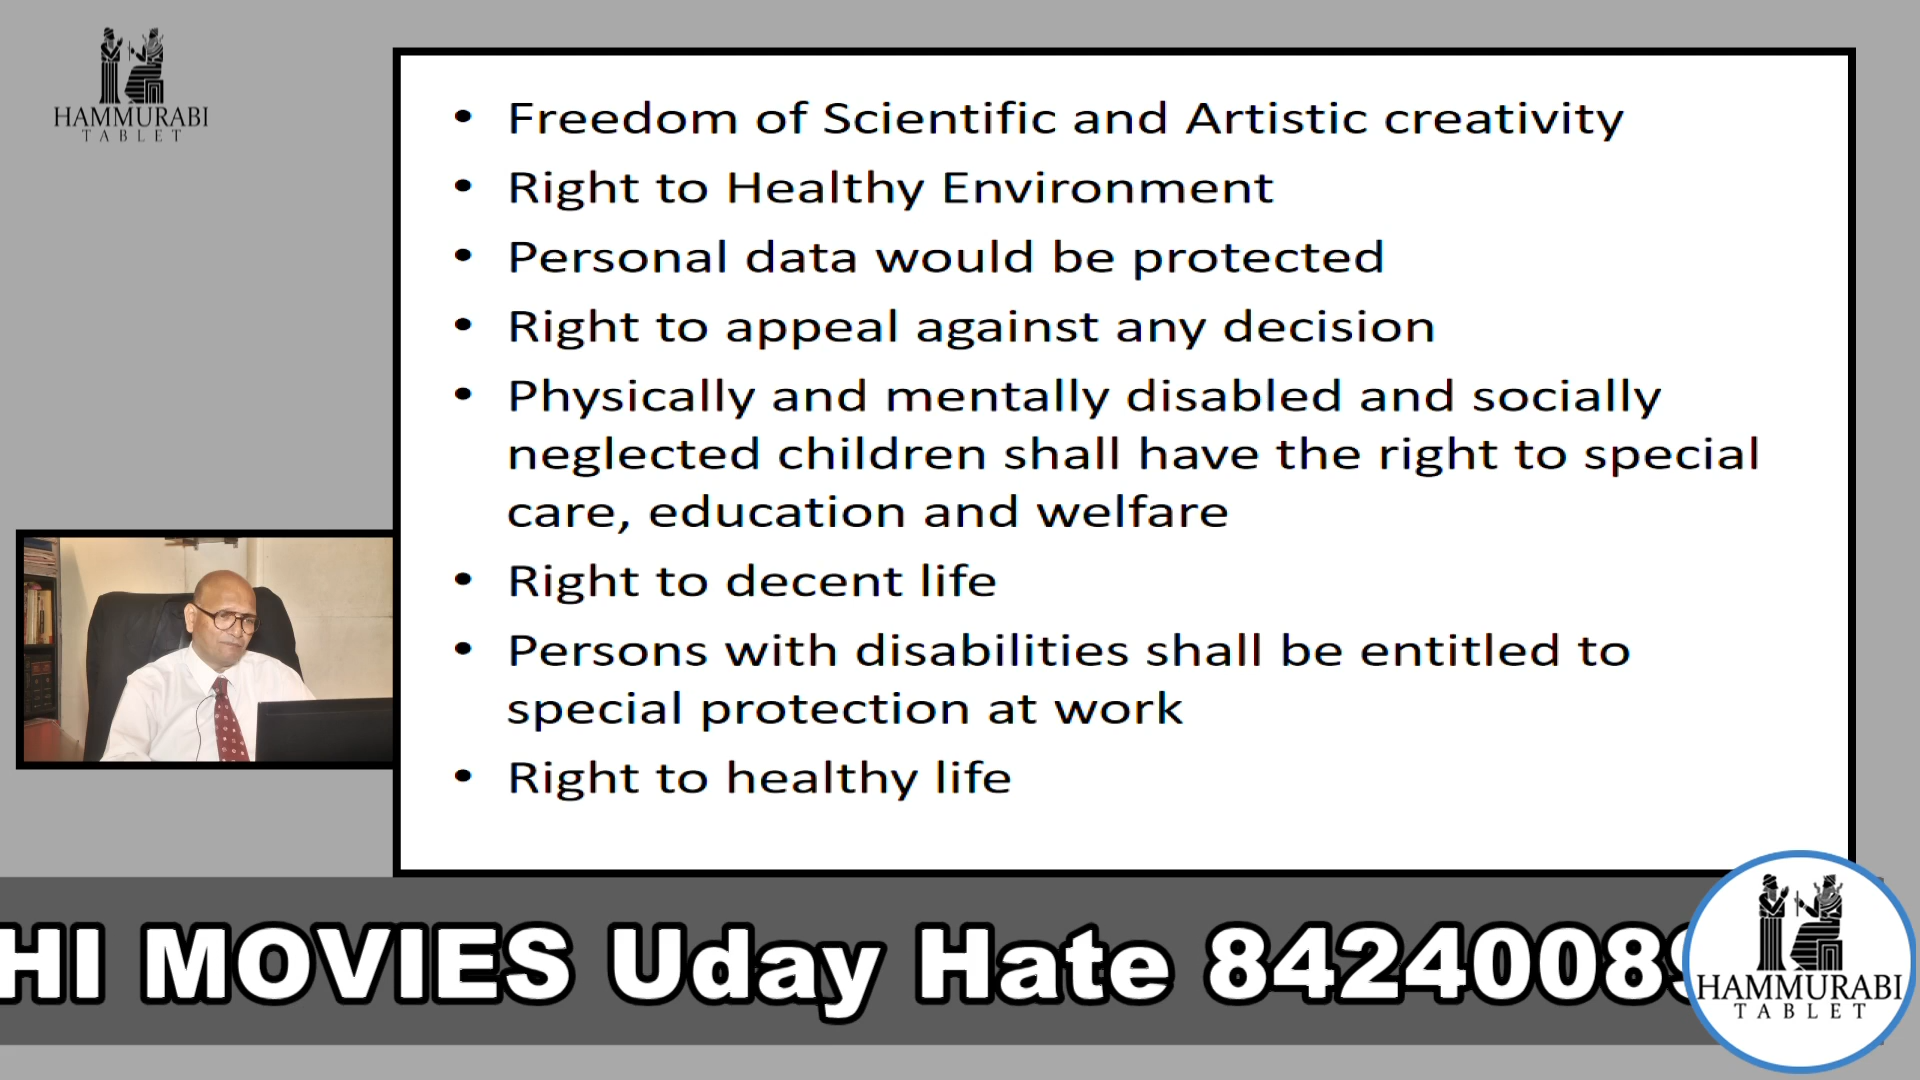 HAMMURABI
TABLET
• Freedom of Scientific and Artistic creativity
• Right to Healthy Environment
• Personal data would be protected
• Right to appeal against any decision
• Physically and mentally disabled and socially
neglected children shall have the right to special
care, education and welfare
• Right to decent life
• Persons with disabilities shall be entitled to
special protection at work
• Right to healthy life
HI MOVIES Uday Hate 8424008
HAMMURABI
TABLET